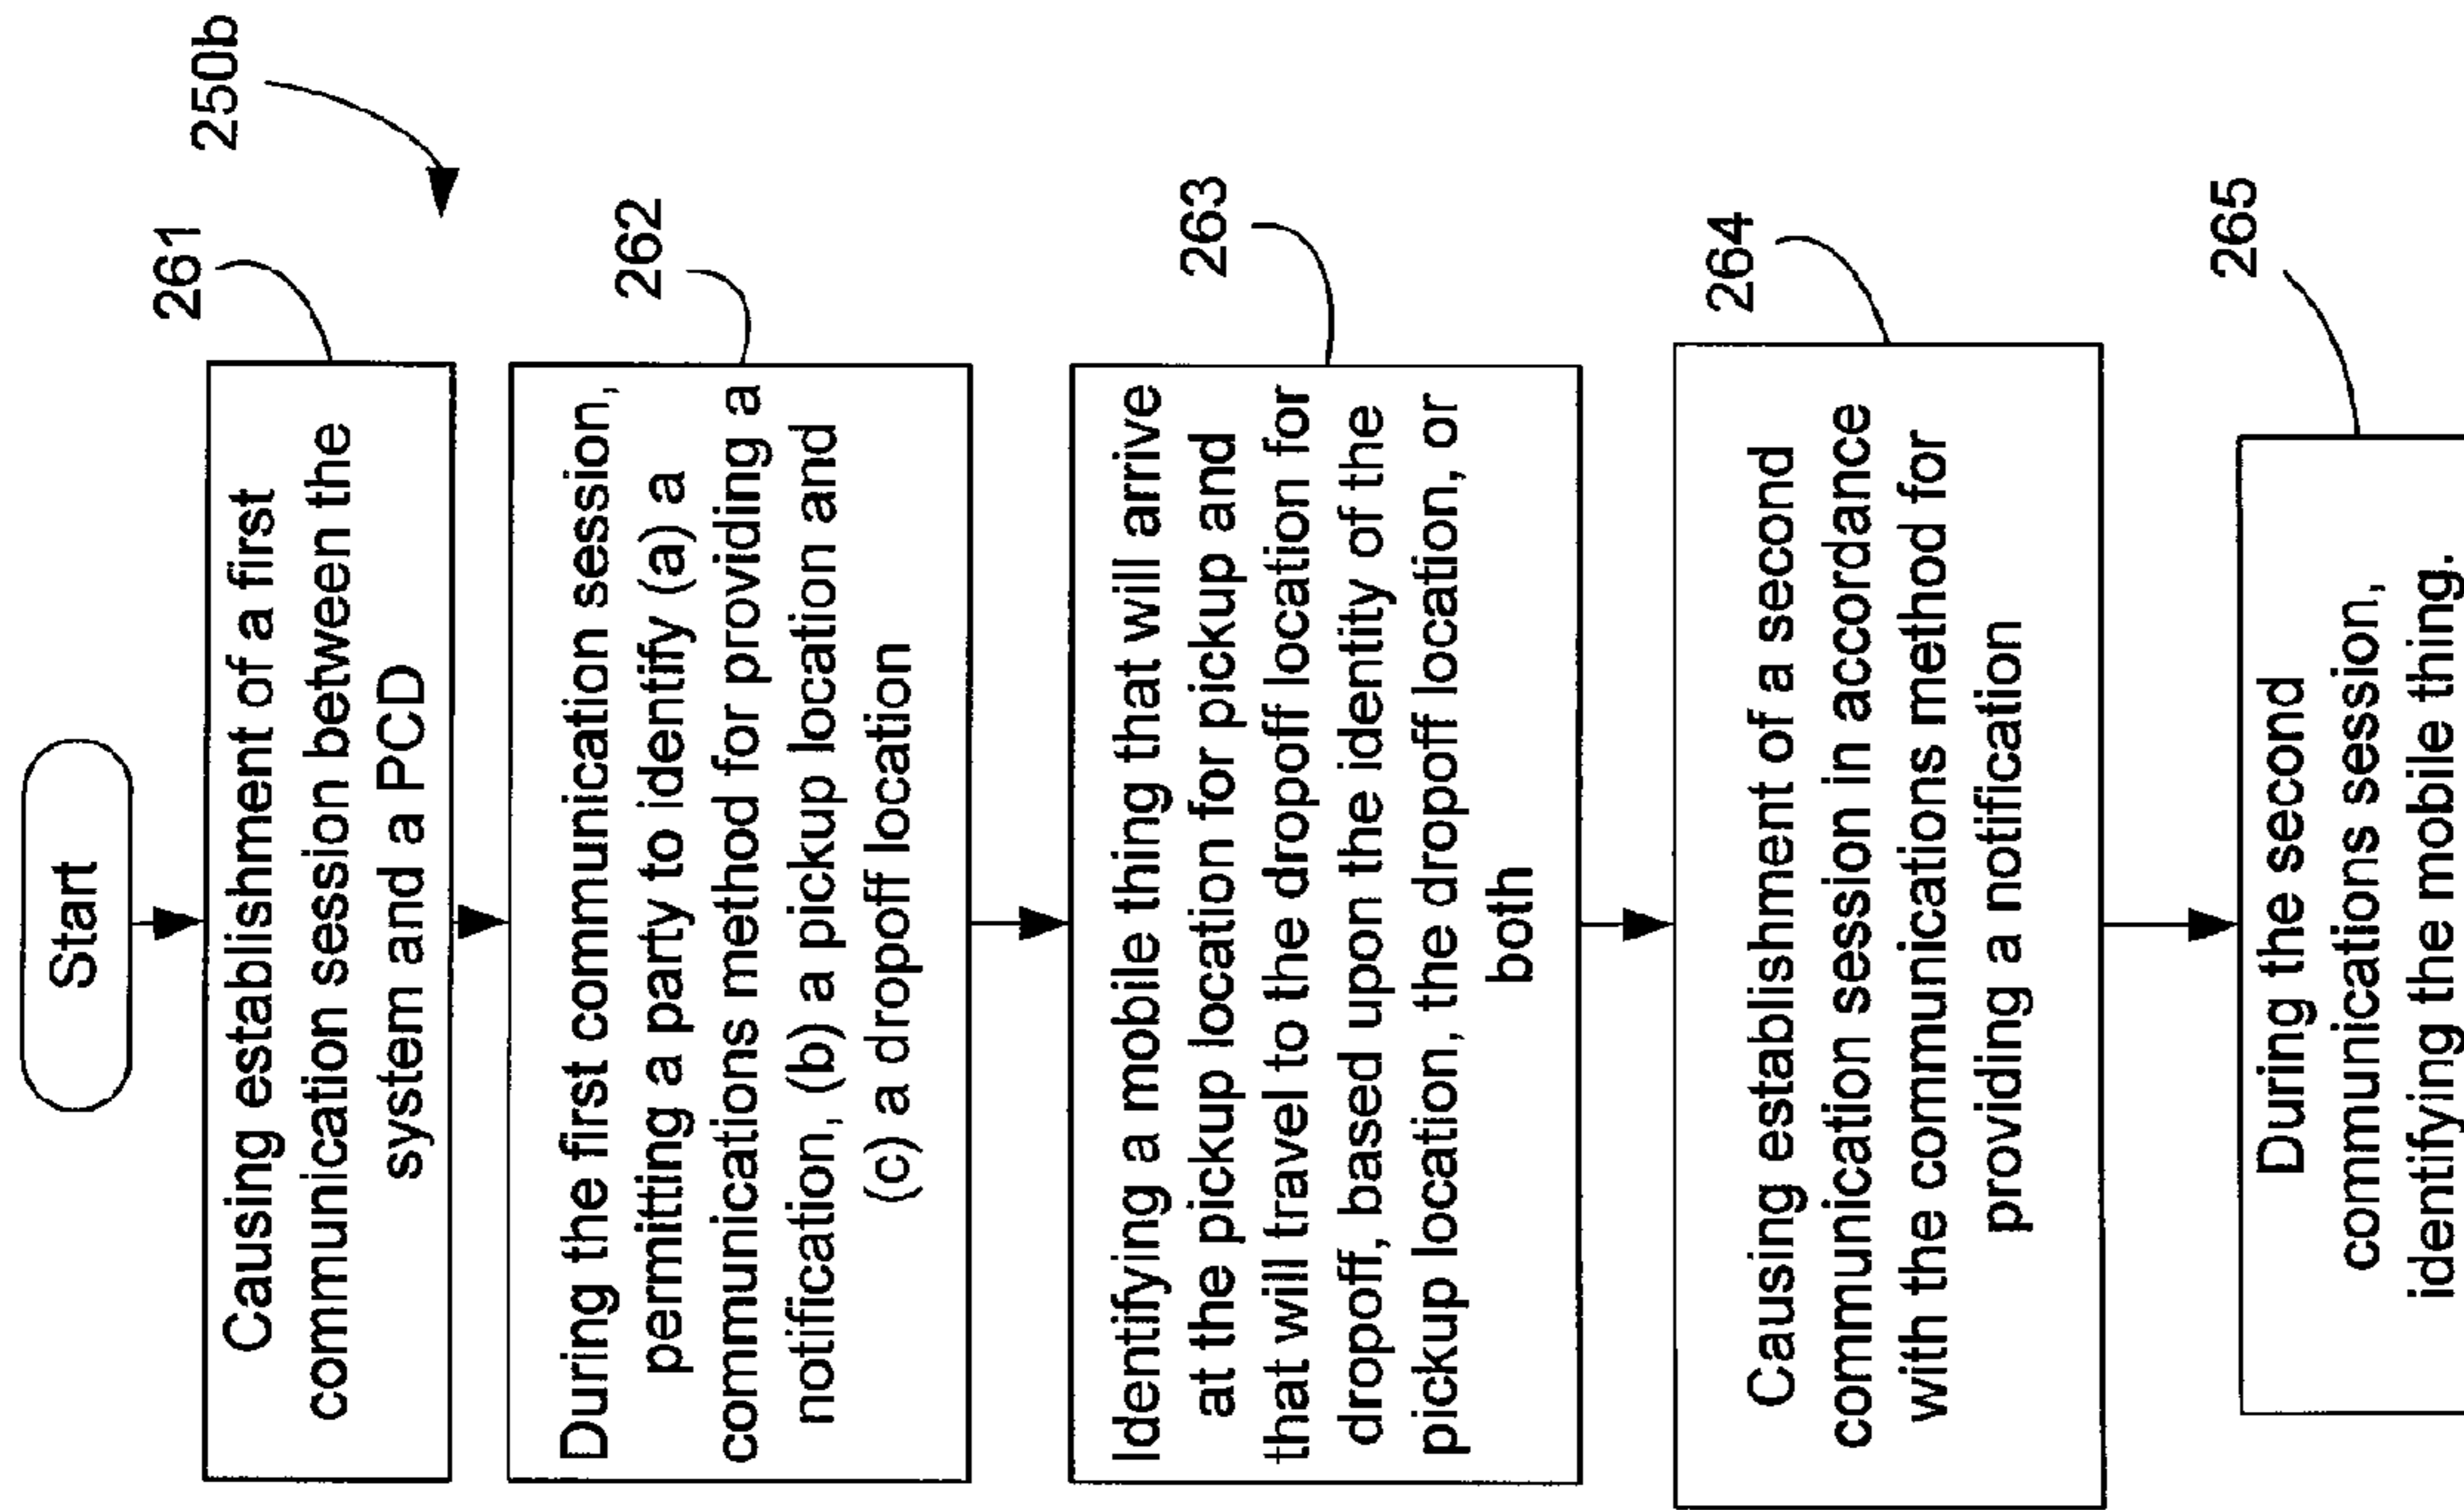 250b
Start
261
Causing establishment of a first
communication session between the
system and a PCD
262
During the first communication session,
permitting a party to identify (a) a
communications method for providing a
notification, (b) a pickup location and
(c) a dropoff location
263
Identifying a mobile thing that will arrive
at the pickup location for pickup and
that will travel to the dropoff location for
dropoff, based upon the identity of the
pickup location, the dropoff location, or
both
264
Causing establishment of a second
communication session in accordance
with the communications method for
providing a notification
265
During the second
communications session,
identifying the mobile thing.